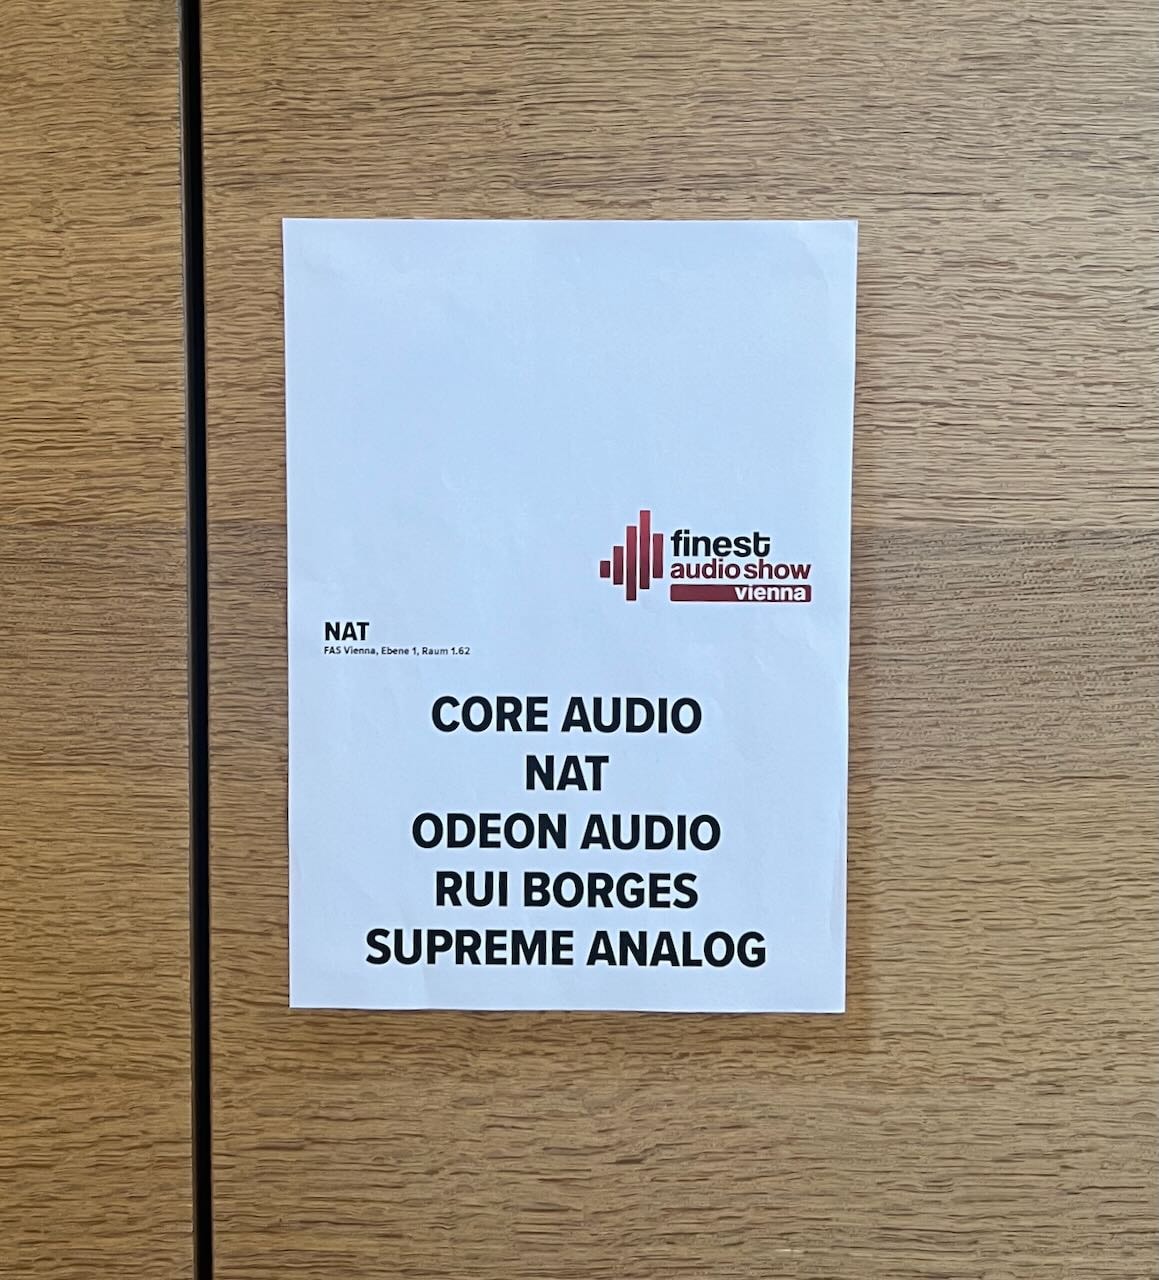 finest
audio show
vienna
NAT
FAS Vienna, Ebene 1, Raum 1.62
CORE AUDIO
NAT
ODEON AUDIO
RUI BORGES
SUPREME ANALOG